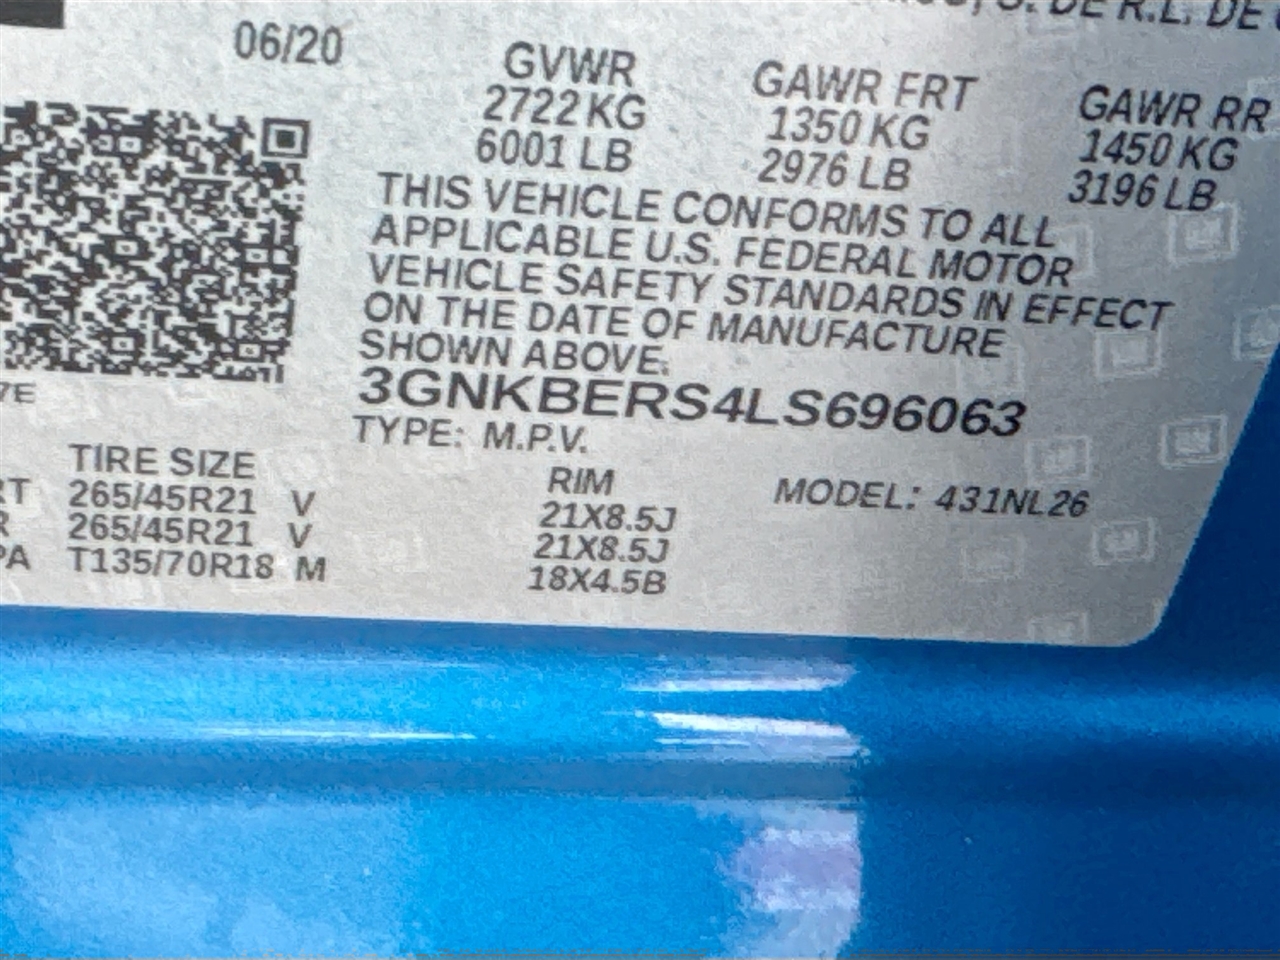 S. DE R.L. DE
06/20
GVWR
2722 KG
6001 LB
GAWR FRT
1350 KG
2976 LB
GAWR RR
1450 KG
3196 LB
THIS VEHICLE CONFORMS TO ALL
APPLICABLE U.S. FEDERAL MOTOR
VEHICLE SAFETY STANDARDS IN EFFECT
ON THE DATE OF MANUFACTURE
SHOWN ABOVE.
3GNKBERS4LS696063
TYPE: M.P.V.
TIRE SIZE RIM MODEL: 431NL26
265/45R21 V 21X8.5J
265/45R21 V 21X8.5J
T135/70R18 M 18X4.5B